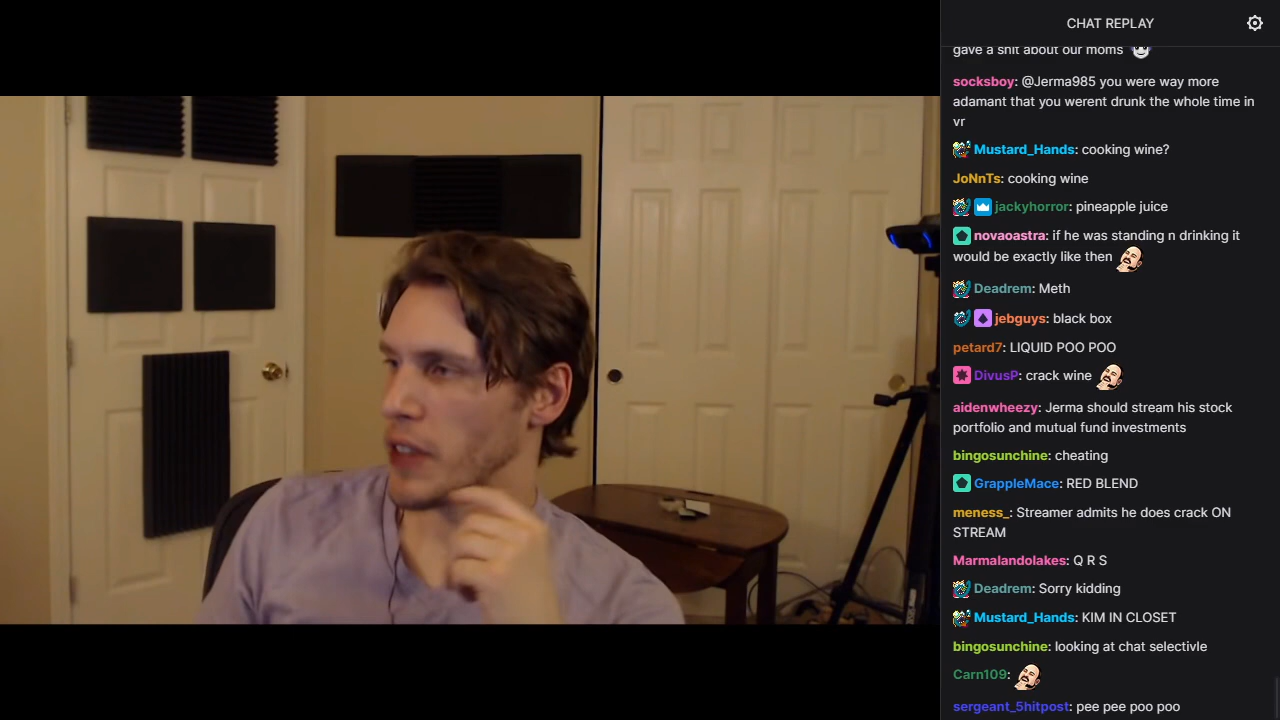 CHAT REPLAY
gave a shit about our moms
socksboy: @Jerma985 you were way more
adamant that you werent drunk the whole time in
vr
Mustard_Hands: cooking wine?
JoNnTs: cooking wine
jackyhorror: pineapple juice
novaoastra: if he was standing n drinking it
would be exactly like then
Deadrem: Meth
jebguys: black box
petard7: LIQUID POO POO
DivusP: crack wine
aidenwheezy: Jerma should stream his stock
portfolio and mutual fund investments
bingosunchine: cheating
GrappleMace: RED BLEND
meness_: Streamer admits he does crack ON
STREAM
Marmalandolakes: Q R S
Deadrem: Sorry kidding
Mustard_Hands: KIM IN CLOSET
bingosunchine: looking at chat selectivle
Carn109:
sergeant_5hitpost: pee pee poo poo